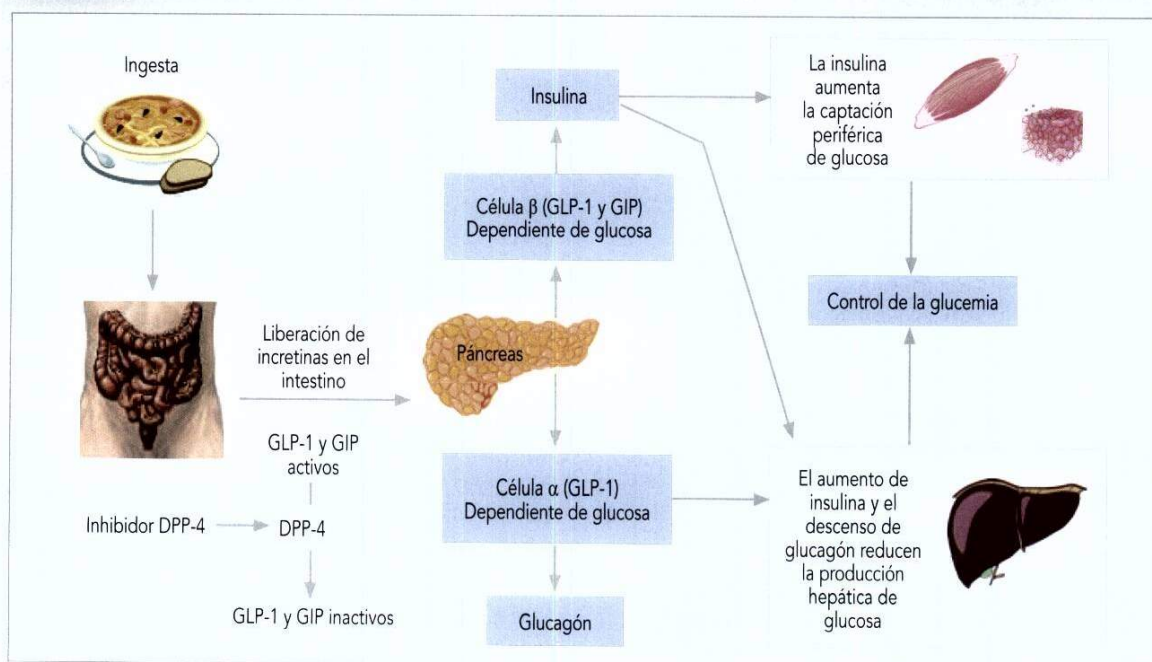 Ingesta
Liberación de
incretinas en el
intestino
GLP-1 y GIP
activos
Inhibidor DPP-4
DPP-4
GLP-1 y GIP inactivos
Páncreas
Insulina
Célula β (GLP-1 y GIP)
Dependiente de glucosa
Célula α (GLP-1)
Dependiente de glucosa
Glucagón
La insulina
aumenta
la captación
periférica
de glucosa
Control de la glucemia
El aumento de
insulina y el
descenso de
glucagón reducen
la producción
hepática de
glucosa